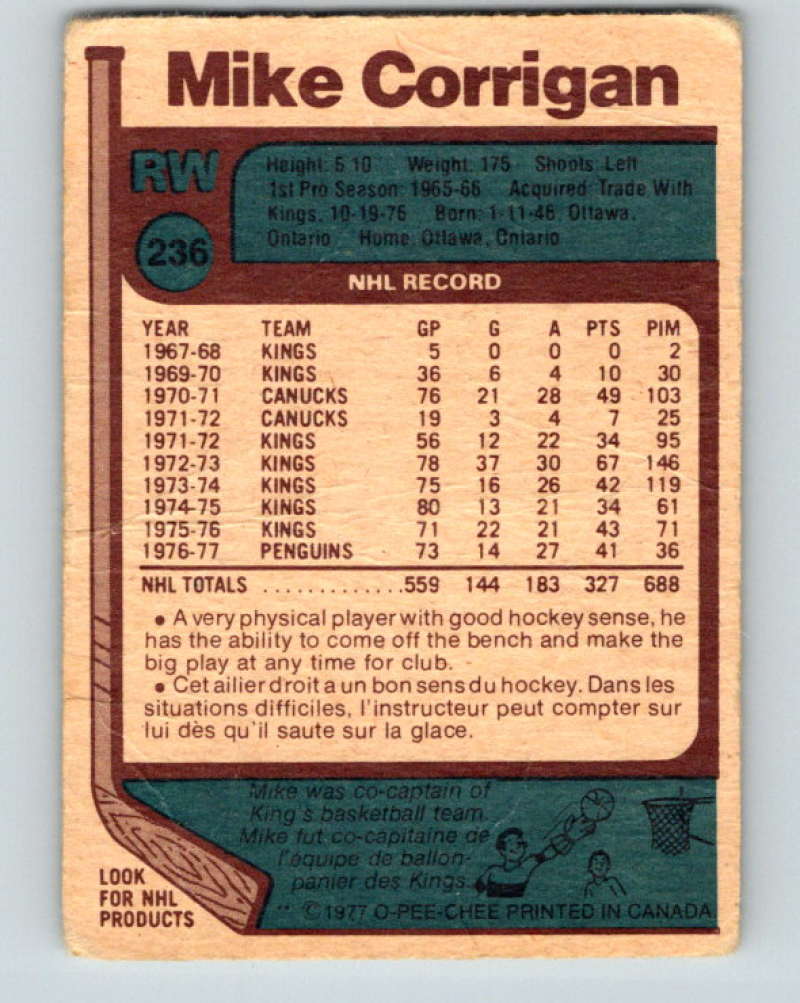 Mike Corrigan
RW
Height: 5 10 Weight: 175 Shoots: Left
1st Pro Season: 1965-66 Acquired: Trade With
Kings, 10-19-76 Born: 1-11-46, Ottawa,
Ontario Home: Ottawa, Ontario
236
NHL RECORD
YEAR TEAM GP G A PTS PIM
1967-68 KINGS 5 0 0 0 2
1969-70 KINGS 36 6 4 10 30
1970-71 CANUCKS 76 21 28 49 103
1971-72 CANUCKS 19 3 4 7 25
1971-72 KINGS 56 12 22 34 95
1972-73 KINGS 78 37 30 67 146
1973-74 KINGS 75 16 26 42 119
1974-75 KINGS 80 13 21 34 61
1975-76 KINGS 71 22 21 43 71
1976-77 PENGUINS 73 14 27 41 36
NHL TOTALS .............559 144 183 327 688
• A very physical player with good hockey sense, he
has the ability to come off the bench and make the
big play at any time for club.
• Cet ailier droit a un bon sens du hockey. Dans les
situations difficiles, l'instructeur peut compter sur
lui dès qu'il saute sur la glace.
Mike was co-captain of
King's basketball team.
Mike fut co-capitaine de
l'equipe de ballon-
panier des Kings.
LOOK
FOR NHL
PRODUCTS
** © 1977 O-PEE-CHEE PRINTED IN CANADA